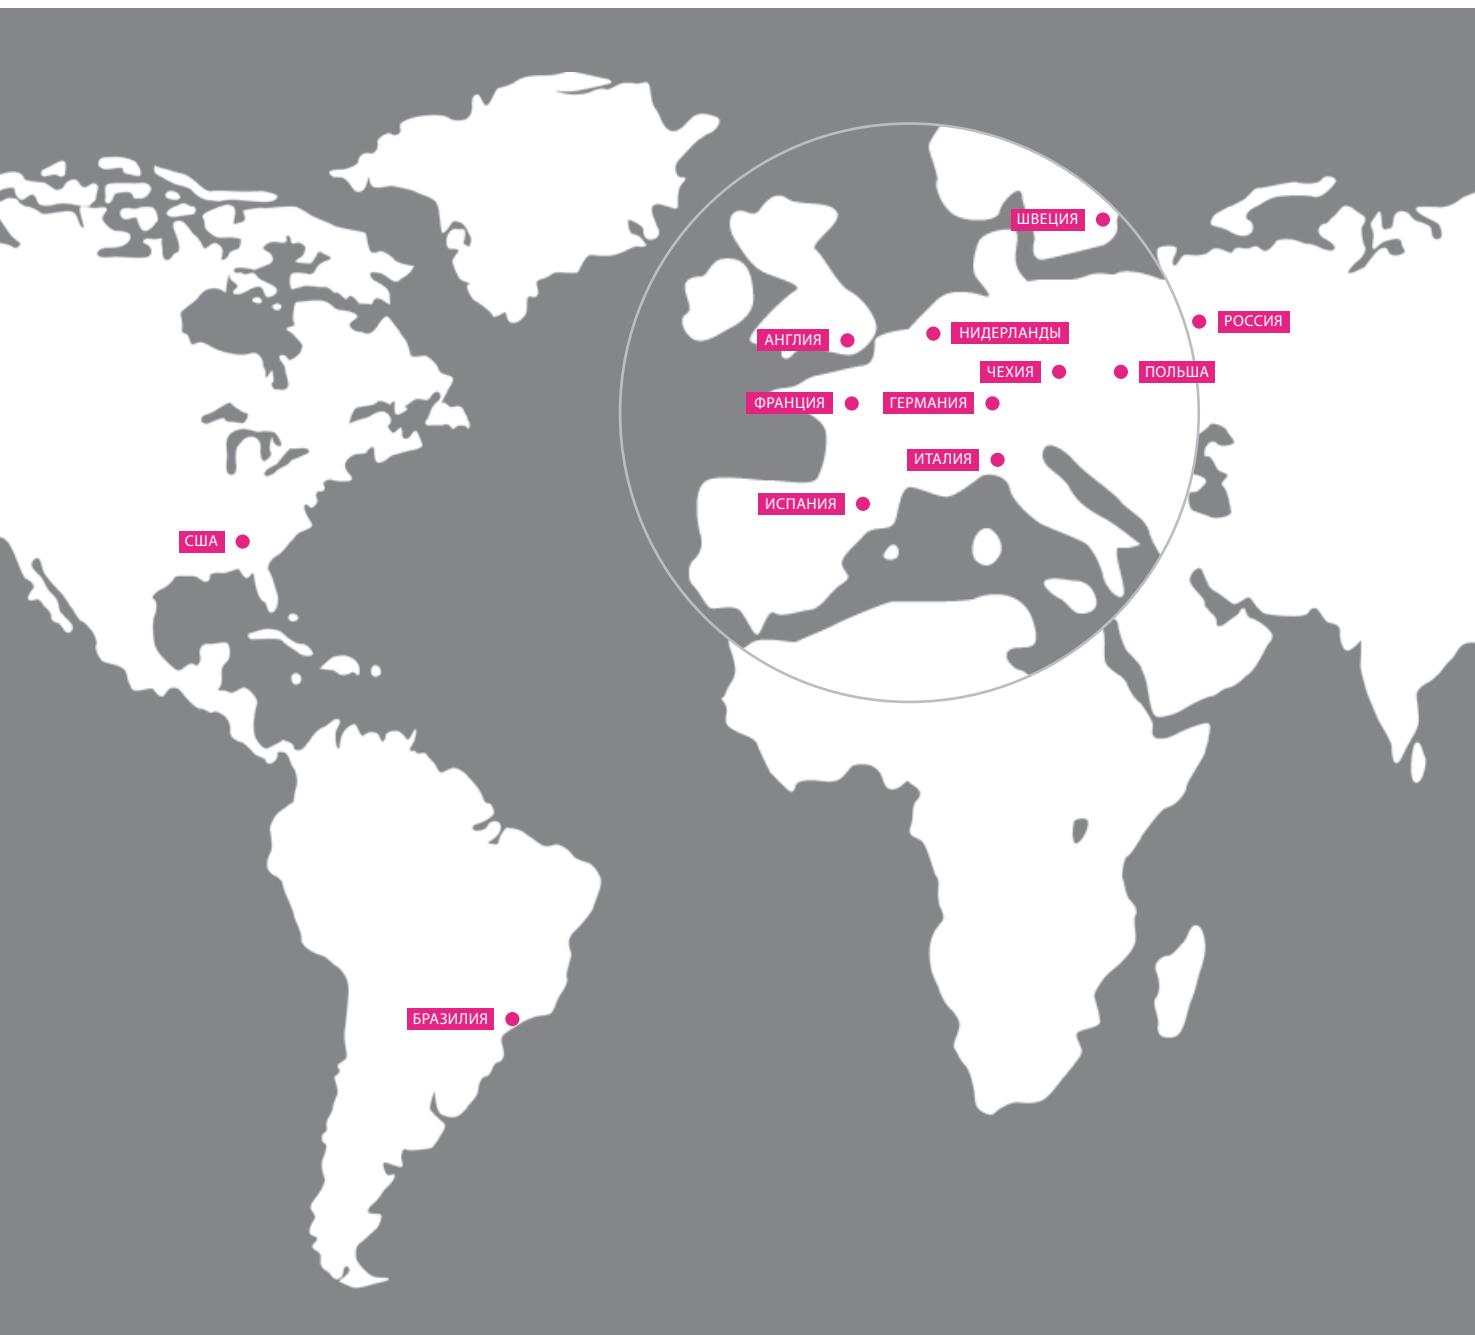 ШВЕЦИЯ
РОССИЯ
АНГЛИЯ
НИДЕРЛАНДЫ
ЧЕХИЯ
ПОЛЬША
ФРАНЦИЯ
ГЕРМАНИЯ
ИТАЛИЯ
ИСПАНИЯ
США
БРАЗИЛИЯ